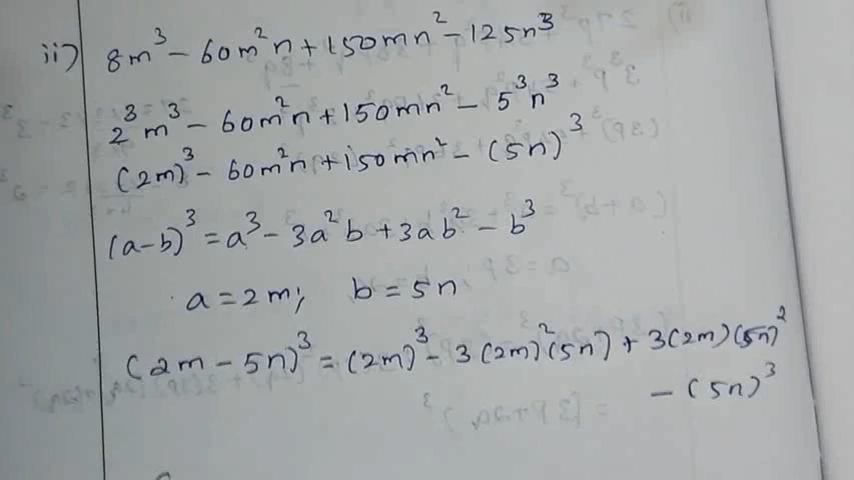 ii) 8m³ - 60m²n + 150mn² - 125n³
2³m³ - 60m²n + 150mn² - 5³n³
(2m)³ - 60m²n + 150mn² - (5n)³
(a-b)³ = a³ - 3a²b + 3ab² - b³
a = 2m; b = 5n
(2m - 5n)³ = (2m)³ - 3(2m)²(5n) + 3(2m)(5n)²
- (5n)³